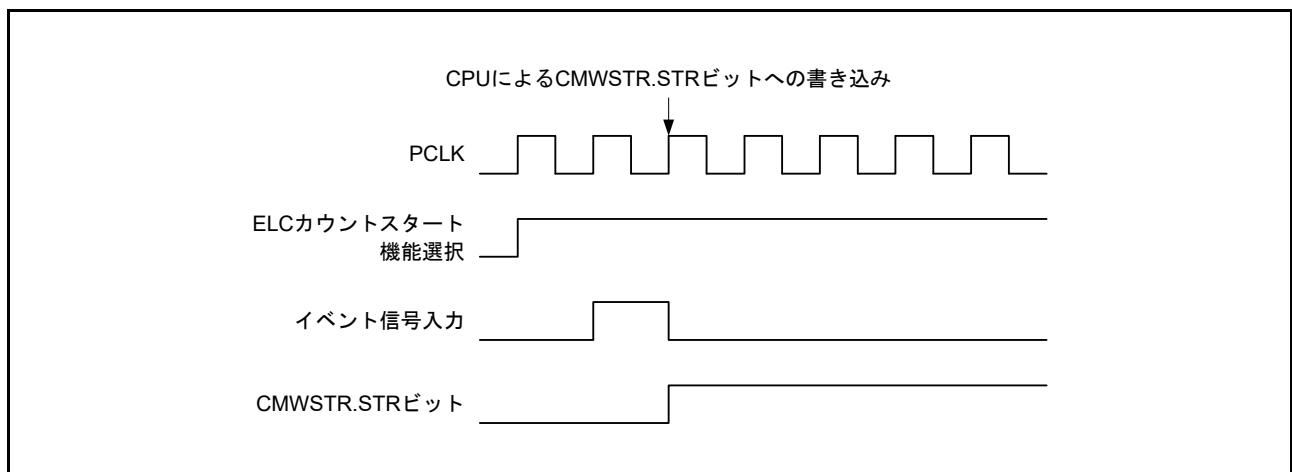 CPUによるCMWSTR.STRビットへの書き込み
PCLK
ELCカウントスタート
機能選択
イベント信号入力
CMWSTR.STRビット